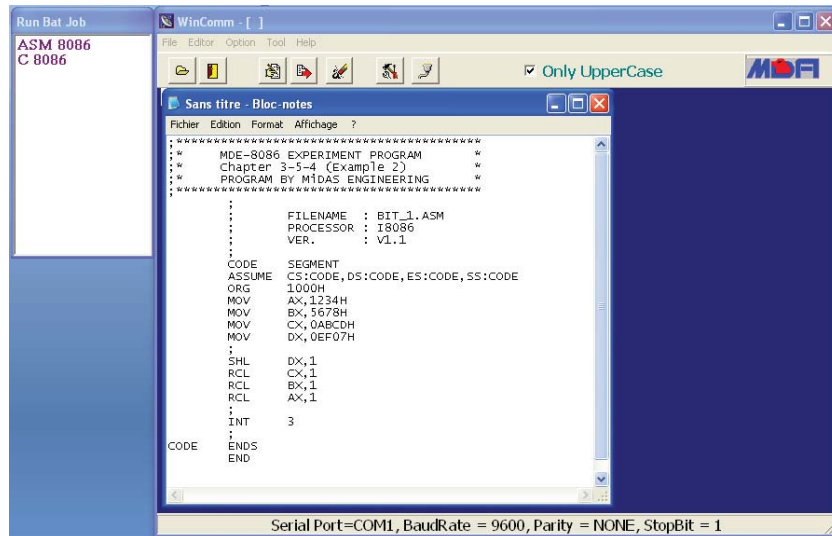 Run Bat Job
ASM 8086
C 8086
WinComm - [ ]
File Editor Option Tool Help
Only UpperCase
MDA
Sans titre - Bloc-notes
Fichier Edition Format Affichage ?
;*****************************************
;* MDE-8086 EXPERIMENT PROGRAM *
;* Chapter 3-5-4 (Example 2) *
;* PROGRAM BY MiDAS ENGINEERING *
;*****************************************
;
; FILENAME : BIT_1.ASM
; PROCESSOR : I8086
; VER. : V1.1
;
CODE SEGMENT
ASSUME CS:CODE,DS:CODE,ES:CODE,SS:CODE
ORG 1000H
MOV AX,1234H
MOV BX,5678H
MOV CX,0ABCDH
MOV DX,0EF07H
;
SHL DX,1
RCL CX,1
RCL BX,1
RCL AX,1
;
INT 3
;
CODE ENDS
END
Serial Port=COM1, BaudRate = 9600, Parity = NONE, StopBit = 1